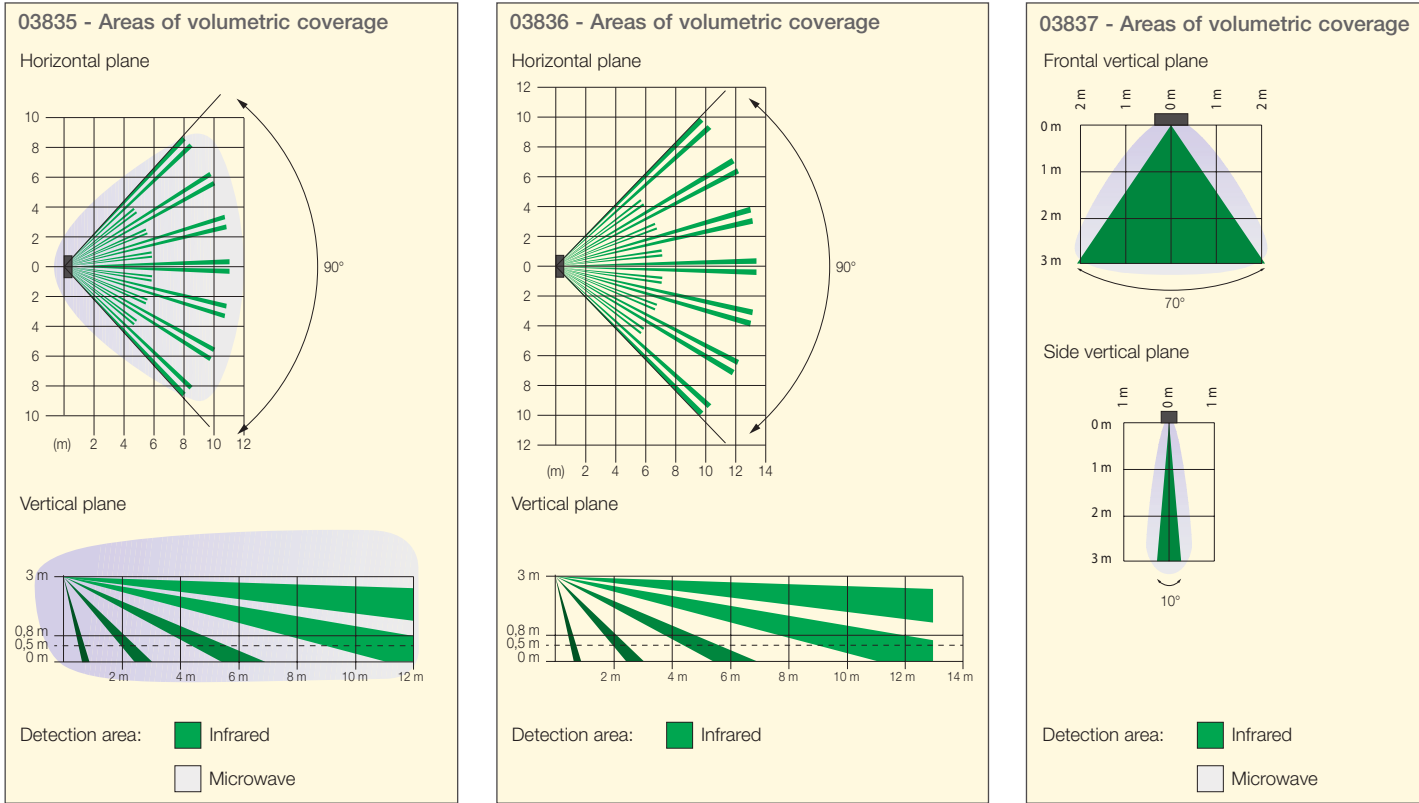 03835 - Areas of volumetric coverage
Horizontal plane
10
8
6
4
2
0
2
4
6
8
10
(m) 2 4 6 8 10 12
90°
Vertical plane
3 m
0,8 m
0,5 m
0 m
2 m 4 m 6 m 8 m 10 m 12 m
Detection area: Infrared
Microwave
03836 - Areas of volumetric coverage
Horizontal plane
12
10
8
6
4
2
0
2
4
6
8
10
12
(m) 2 4 6 8 10 12 14
90°
Vertical plane
3 m
0,8 m
0,5 m
0 m
2 m 4 m 6 m 8 m 10 m 12 m 14 m
Detection area: Infrared
03837 - Areas of volumetric coverage
Frontal vertical plane
2 m 1 m 0 m 1 m 2 m
0 m
1 m
2 m
3 m
70°
Side vertical plane
1 m 0 m 1 m
0 m
1 m
2 m
3 m
10°
Detection area: Infrared
Microwave